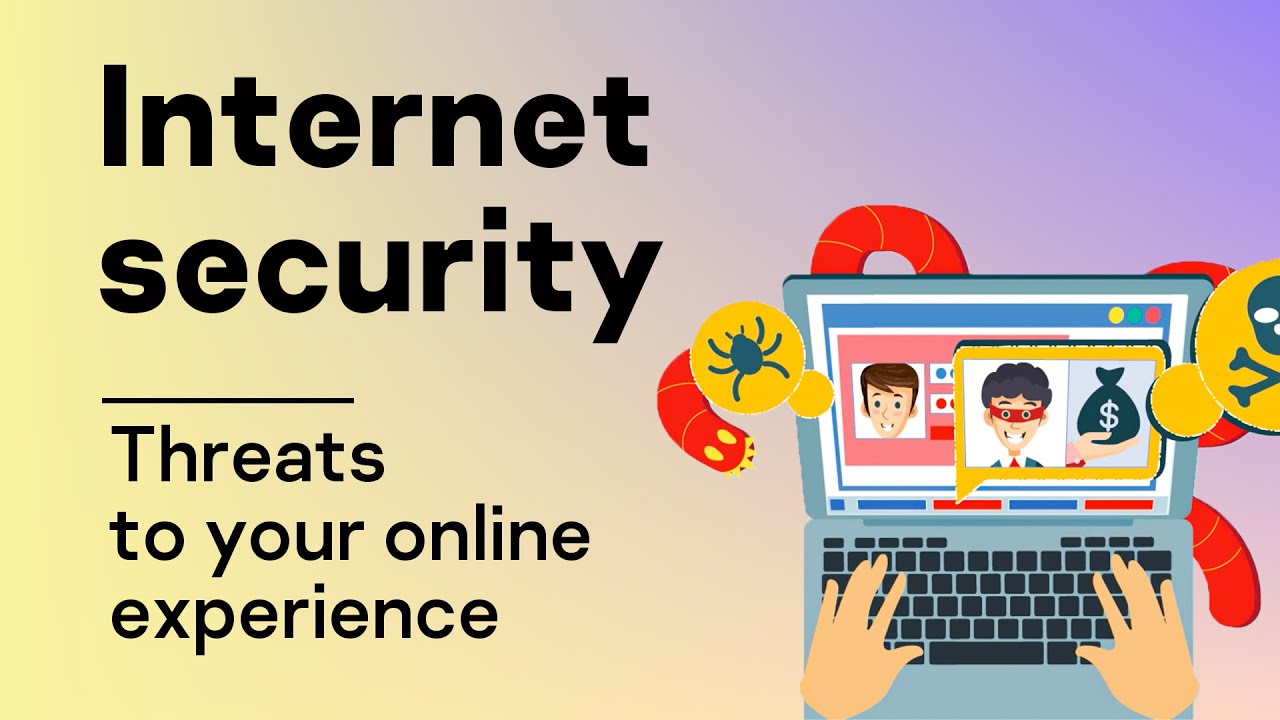 Internet
security
Threats
to your online
experience
$